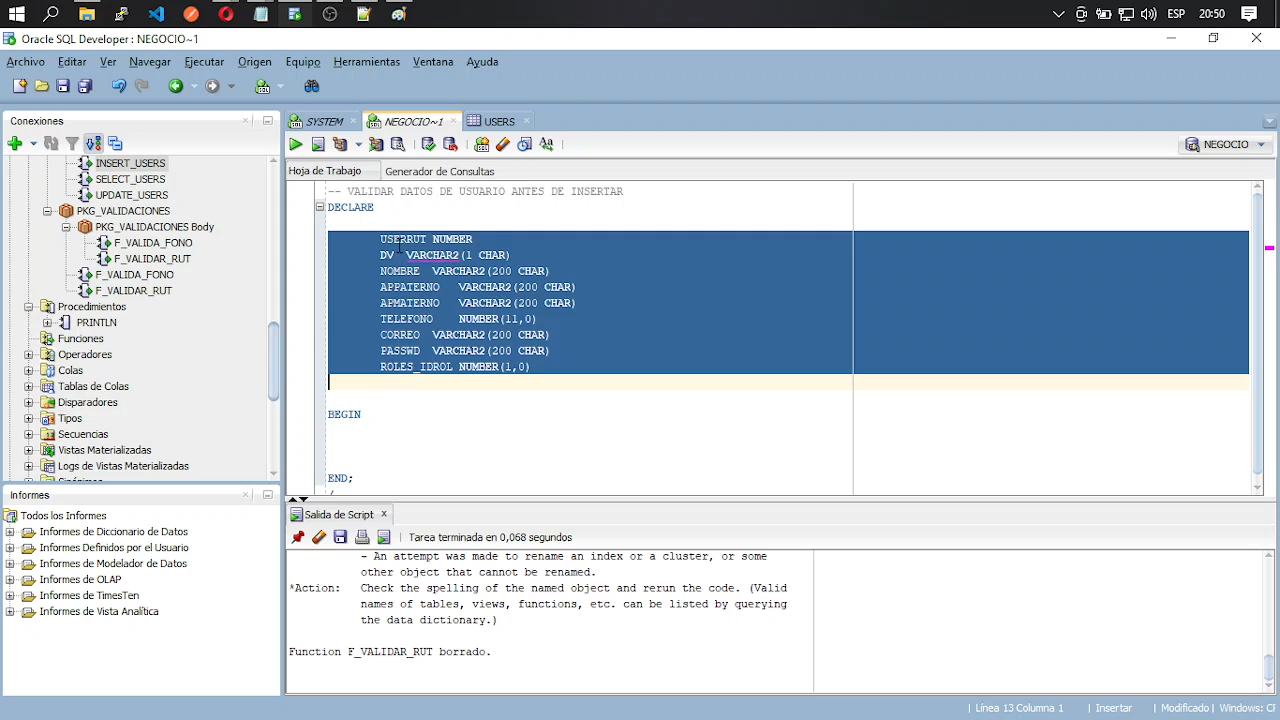 ESP
20:50
Oracle SQL Developer : NEGOCIO~1
Archivo Editar Ver Navegar Ejecutar Origen Equipo Herramientas Ventana Ayuda
Conexiones
SYSTEM
NEGOCIO~1
USERS
NEGOCIO
Hoja de Trabajo
Generador de Consultas
INSERT_USERS
SELECT_USERS
UPDATE_USERS
PKG_VALIDACIONES
PKG_VALIDACIONES Body
F_VALIDA_FONO
F_VALIDAR_RUT
F_VALIDA_FONO
F_VALIDAR_RUT
Procedimientos
PRINTLN
Funciones
Operadores
Colas
Tablas de Colas
Disparadores
Tipos
Secuencias
Vistas Materializadas
Logs de Vistas Materializadas
-- VALIDAR DATOS DE USUARIO ANTES DE INSERTAR
DECLARE
USERRUT NUMBER
DV VARCHAR2(1 CHAR)
NOMBRE VARCHAR2(200 CHAR)
APPATERNO VARCHAR2(200 CHAR)
APMATERNO VARCHAR2(200 CHAR)
TELEFONO NUMBER(11,0)
CORREO VARCHAR2(200 CHAR)
PASSWD VARCHAR2(200 CHAR)
ROLES_IDROL NUMBER(1,0)
BEGIN
END;
/
Informes
Todos los Informes
Informes de Diccionario de Datos
Informes Definidos por el Usuario
Informes de Modelador de Datos
Informes de OLAP
Informes de TimesTen
Informes de Vista Analítica
Salida de Script
Tarea terminada en 0,068 segundos
- An attempt was made to rename an index or a cluster, or some
other object that cannot be renamed.
*Action: Check the spelling of the named object and rerun the code. (Valid
names of tables, views, functions, etc. can be listed by querying
the data dictionary.)
Function F_VALIDAR_RUT borrado.
Línea 13 Columna 1
Insertar
Modificado
Windows: CF